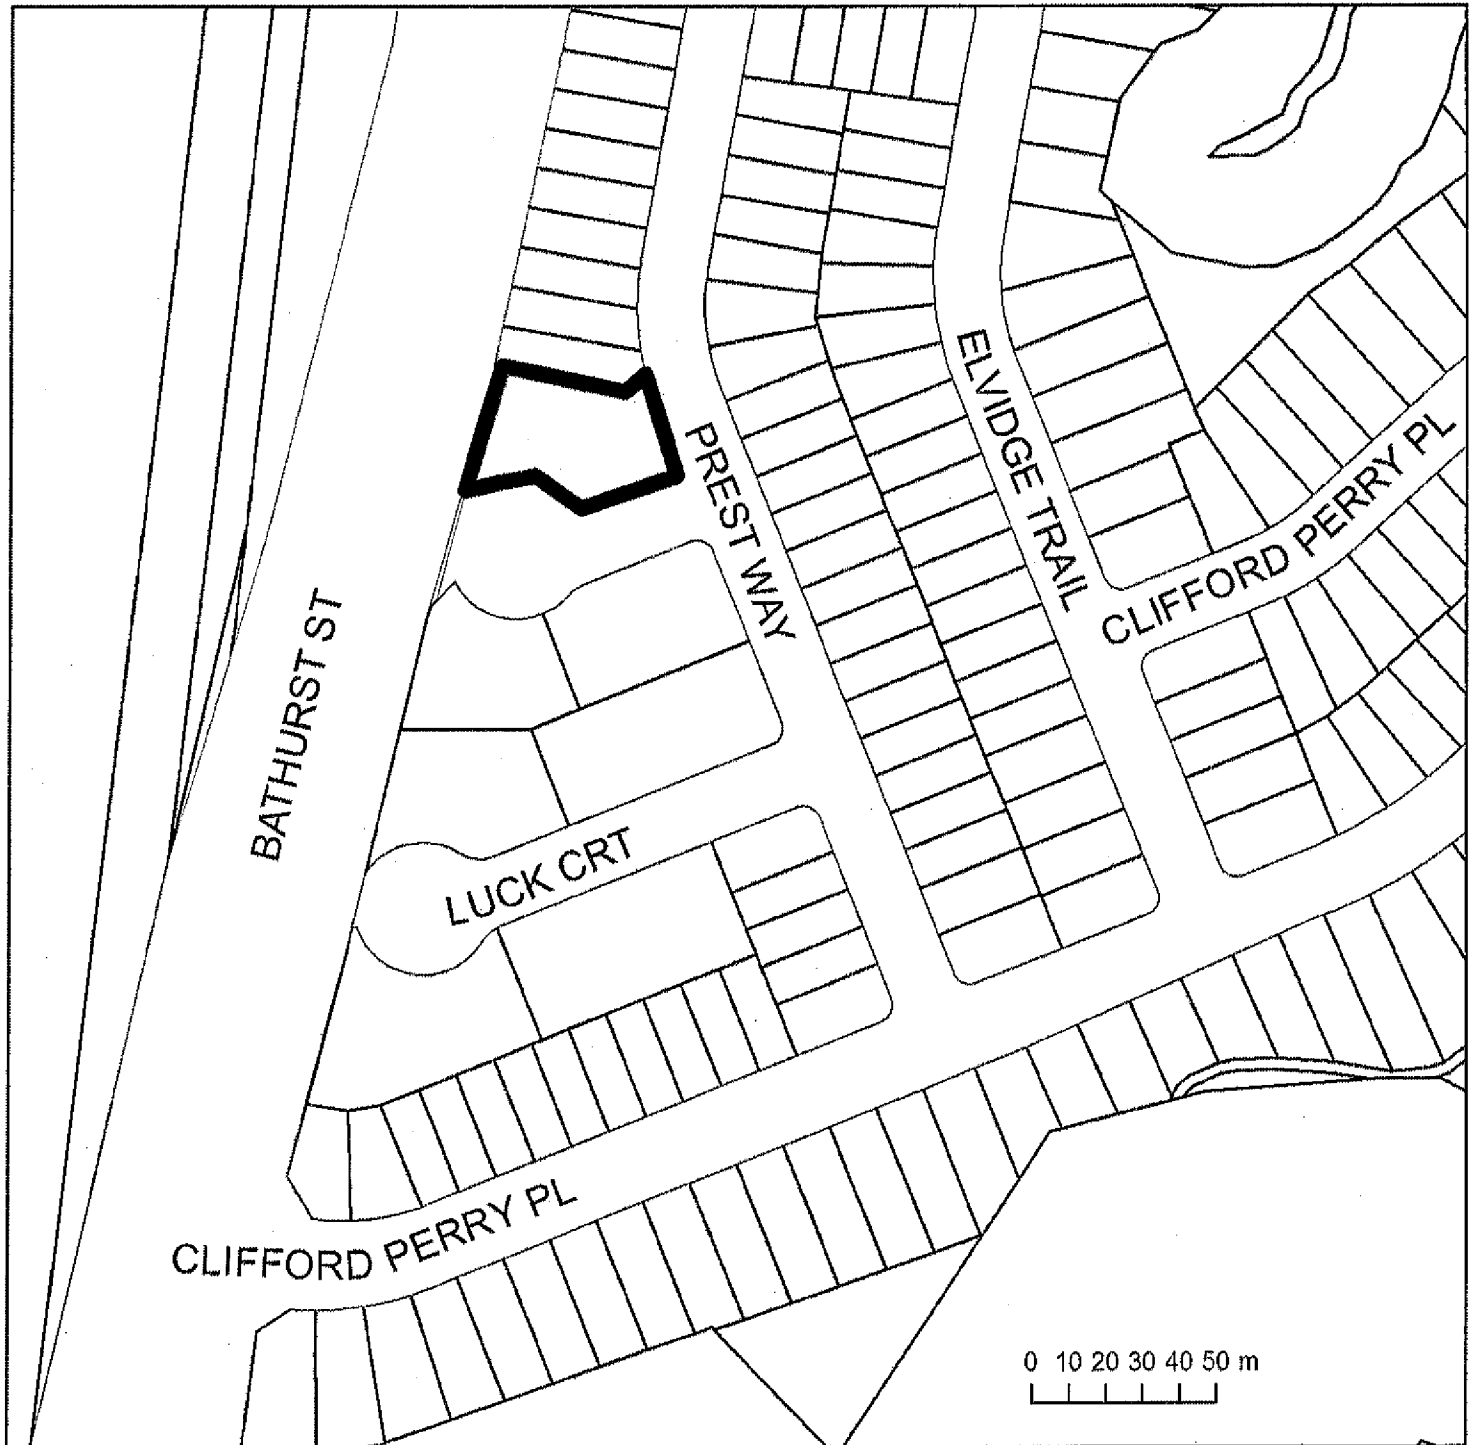 ELVIDGE TRAIL
PREST WAY
CLIFFORD PERRY PL
BATHURST ST
LUCK CRT
CLIFFORD PERRY PL
0 10 20 30 40 50 m